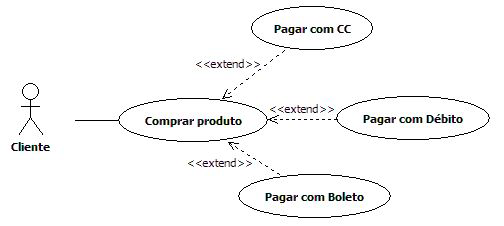 Pagar com CC
<<extend>>
<<extend>>
Comprar produto
Pagar com Débito
Cliente
<<extend>>
Pagar com Boleto